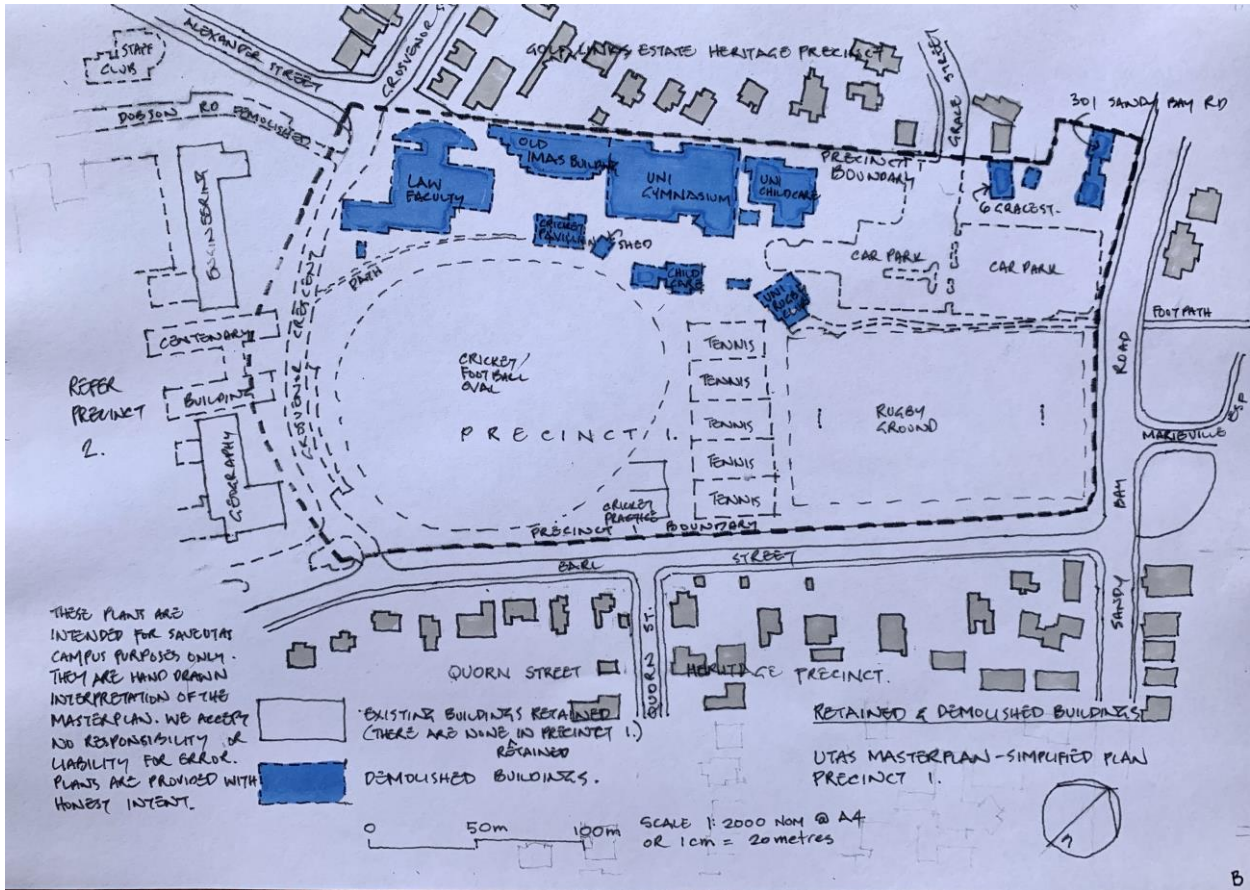 ALEXANDER STREET
GROSVENOR S
GOLF LINKS ESTATE HERITAGE PRECINCT
GRACE STREET
301 SANDY BAY RD
STAFF
CLUB
DOBSON RD DEMOLISHED
PRECINCT
BOUNDARY
LAW
FACULTY
OLD
IMAS BUILDING
UNI
GYMNASIUM
UNI
CHILDCARE
6 GRACE ST.
ENGINEERING
CRICKET
PAVILLION
SHED
PATH
CHILD
CARE
UNI
RUGBY
CLUB
CAR PARK
CAR PARK
FOOTPATH
CENTENARY
BUILDING
GROSVENOR CRESCENT
GROSVENOR CRESCENT
REFER
PRECINCT
2.
GEOGRAPHY
CRICKET/
FOOTBALL
OVAL
PRECINCT 1.
TENNIS
TENNIS
TENNIS
TENNIS
TENNIS
RUGBY
GROUND
CRICKET
PRACTICE
PRECINCT 1 BOUNDARY
EARL STREET
SANDY BAY ROAD
MARIEVILLE
ESP
QUORN ST.
QUORN STREET HERITAGE PRECINCT.
THESE PLANS ARE
INTENDED FOR SAVEUTAS
CAMPUS PURPOSES ONLY.
THEY ARE HAND DRAWN
INTERPRETATION OF THE
MASTERPLAN. WE ACCEPT
NO RESPONSIBILITY OR
LIABILITY FOR ERROR.
PLANS ARE PROVIDED WITH
HONEST INTENT.
EXISTING BUILDINGS RETAINED
(THERE ARE NONE IN PRECINCT 1.)
RETAINED
DEMOLISHED BUILDINGS.
RETAINED & DEMOLISHED BUILDINGS
UTAS MASTERPLAN - SIMPLIFIED PLAN
PRECINCT 1.
0 50m 100m
SCALE 1:2000 NOM @ A4
OR 1cm = 20metres
B